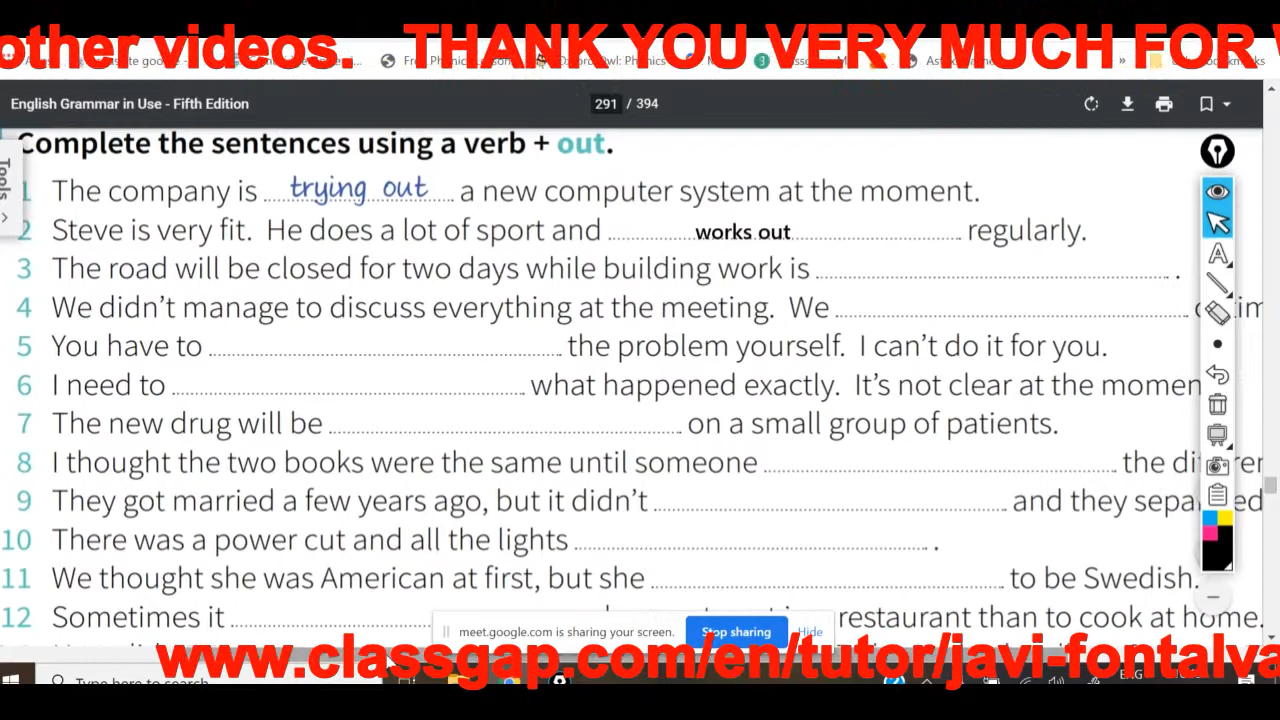 other videos. THANK YOU VERY MUCH FOR
English Grammar in Use - Fifth Edition 291 / 394
Complete the sentences using a verb + out.
Tools
1 The company is trying out a new computer system at the moment.
2 Steve is very fit. He does a lot of sport and works out regularly.
3 The road will be closed for two days while building work is .
4 We didn't manage to discuss everything at the meeting. We
5 You have to the problem yourself. I can't do it for you.
6 I need to what happened exactly. It's not clear at the momen
7 The new drug will be on a small group of patients.
8 I thought the two books were the same until someone the
9 They got married a few years ago, but it didn't and they
10 There was a power cut and all the lights .
11 We thought she was American at first, but she to be Swedish.
12 Sometimes it restaurant than to cook at home.
meet.google.com is sharing your screen. Stop sharing Hide
www.classgap.com/en/tutor/javi-fontalva
Type here to search